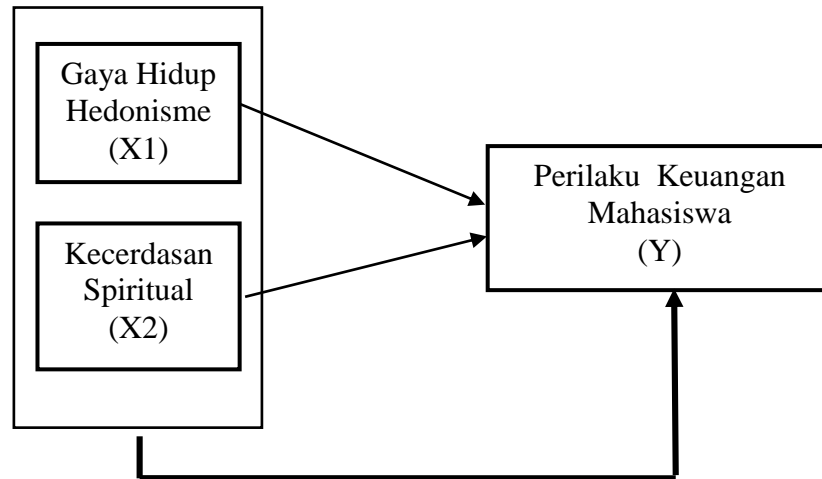 Gaya Hidup
Hedonisme
(X1)
Kecerdasan
Spiritual
(X2)
Perilaku Keuangan
Mahasiswa
(Y)